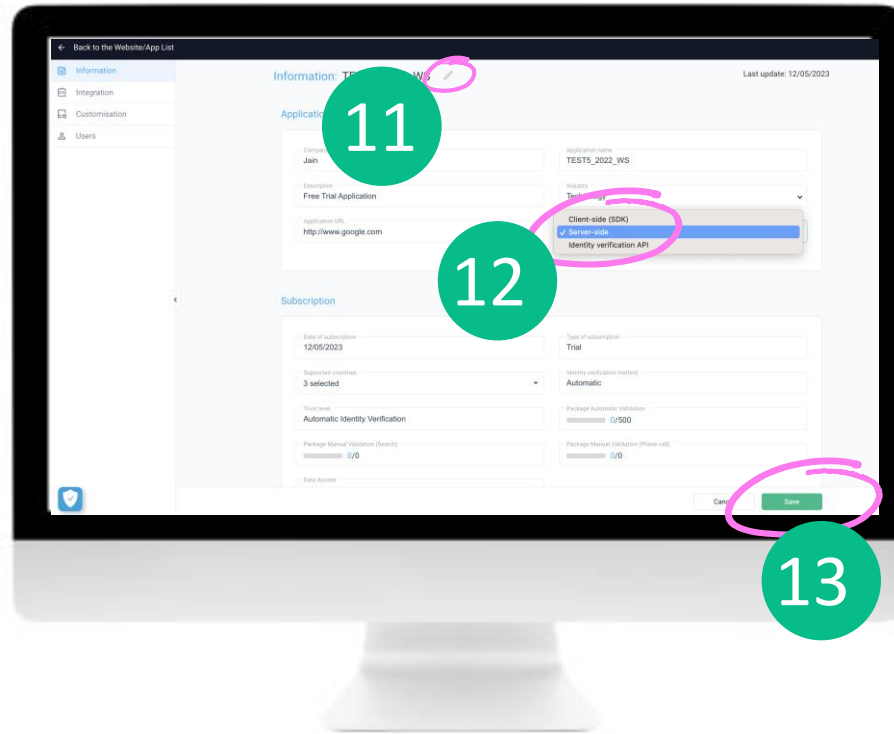 Back to the Website/App List
Information
Integration
Customisation
Users
Information: WS
Last update: 12/05/2023
11
Jain
Application name
TEST5_2022_WS
Description
Free Trial Application
Industry
Technology
Application URL
http://www.google.com
Client-side (SDK)
✓ Server-side
Identity verification API
12
Subscription
Date of subscription
12/05/2023
Type of subscription
Trial
Supported countries
3 selected
Identity verification method
Automatic
Trust level
Automatic Identity Verification
Package Automatic Validation
0/500
Package Manual Validation (Search)
0/0
Package Manual Validation (Phone call)
0/0
Data Access
Save
13